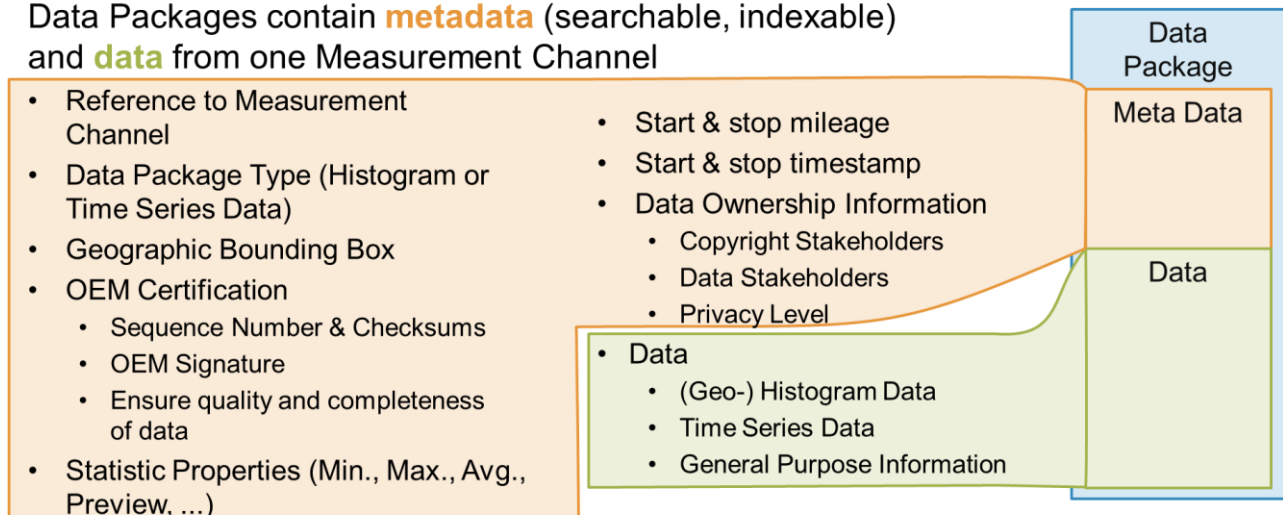 Data Packages contain metadata (searchable, indexable)
and data from one Measurement Channel
• Reference to Measurement
Channel
• Data Package Type (Histogram or
Time Series Data)
• Geographic Bounding Box
• OEM Certification
• Sequence Number & Checksums
• OEM Signature
• Ensure quality and completeness
of data
• Statistic Properties (Min., Max., Avg.,
Preview, ...)
• Start & stop mileage
• Start & stop timestamp
• Data Ownership Information
• Copyright Stakeholders
• Data Stakeholders
• Privacy Level
• Data
• (Geo-) Histogram Data
• Time Series Data
• General Purpose Information
Data
Package
Meta Data
Data